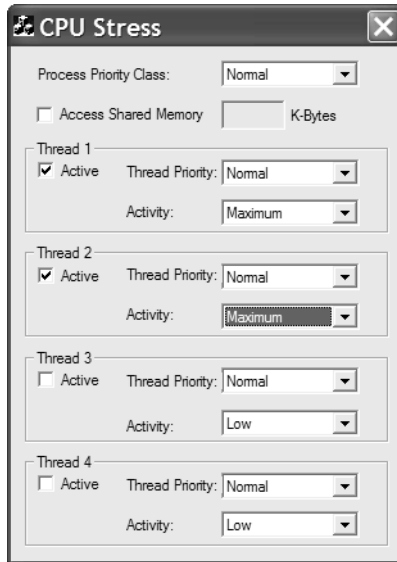 CPU Stress
Process Priority Class: Normal
Access Shared Memory K-Bytes
Thread 1
Active Thread Priority: Normal
Activity: Maximum
Thread 2
Active Thread Priority: Normal
Activity: Maximum
Thread 3
Active Thread Priority: Normal
Activity: Low
Thread 4
Active Thread Priority: Normal
Activity: Low